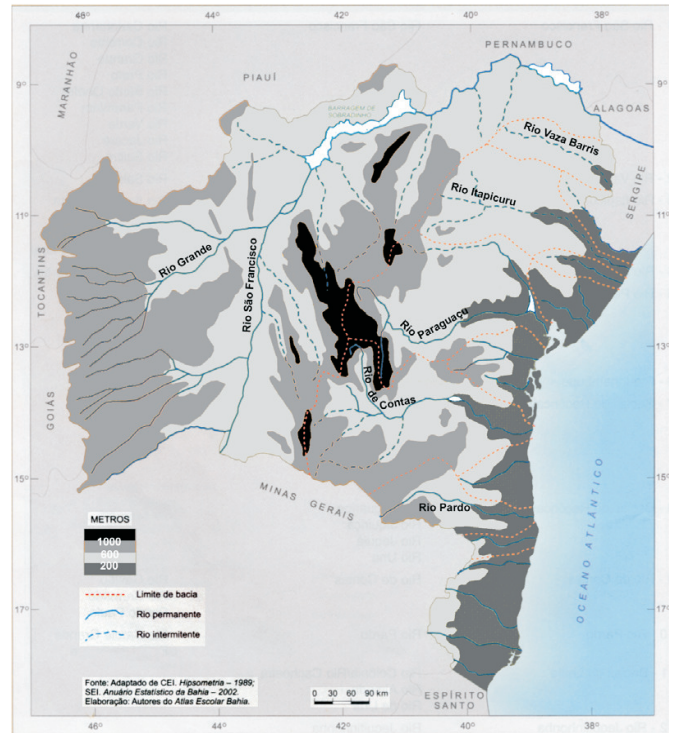 46° 44° 42° 40° 38°
PERNAMBUCO
MARANHÃO
PIAUÍ
9°
9°
BARRAGEM DE
SOBRADINHO
ALAGOAS
Rio Vaza Barris
Rio Itapicuru
SERGIPE
11°
11°
TOCANTINS
Rio Grande
Rio São Francisco
Rio Paraguaçu
13°
13°
GOIÁS
Rio de
Contas
15°
15°
MINAS GERAIS
Rio Pardo
OCEANO ATLÂNTICO
METROS
1000
600
200
Limite de bacia
Rio permanente
Rio intermitente
17°
17°
Fonte: Adaptado de CEI. Hipsometria – 1989;
SEI. Anuário Estatístico da Bahia – 2002.
Elaboração: Autores do Atlas Escolar Bahia.
0 30 60 90 km
ESPÍRITO
SANTO
46° 44° 42° 40° 38°